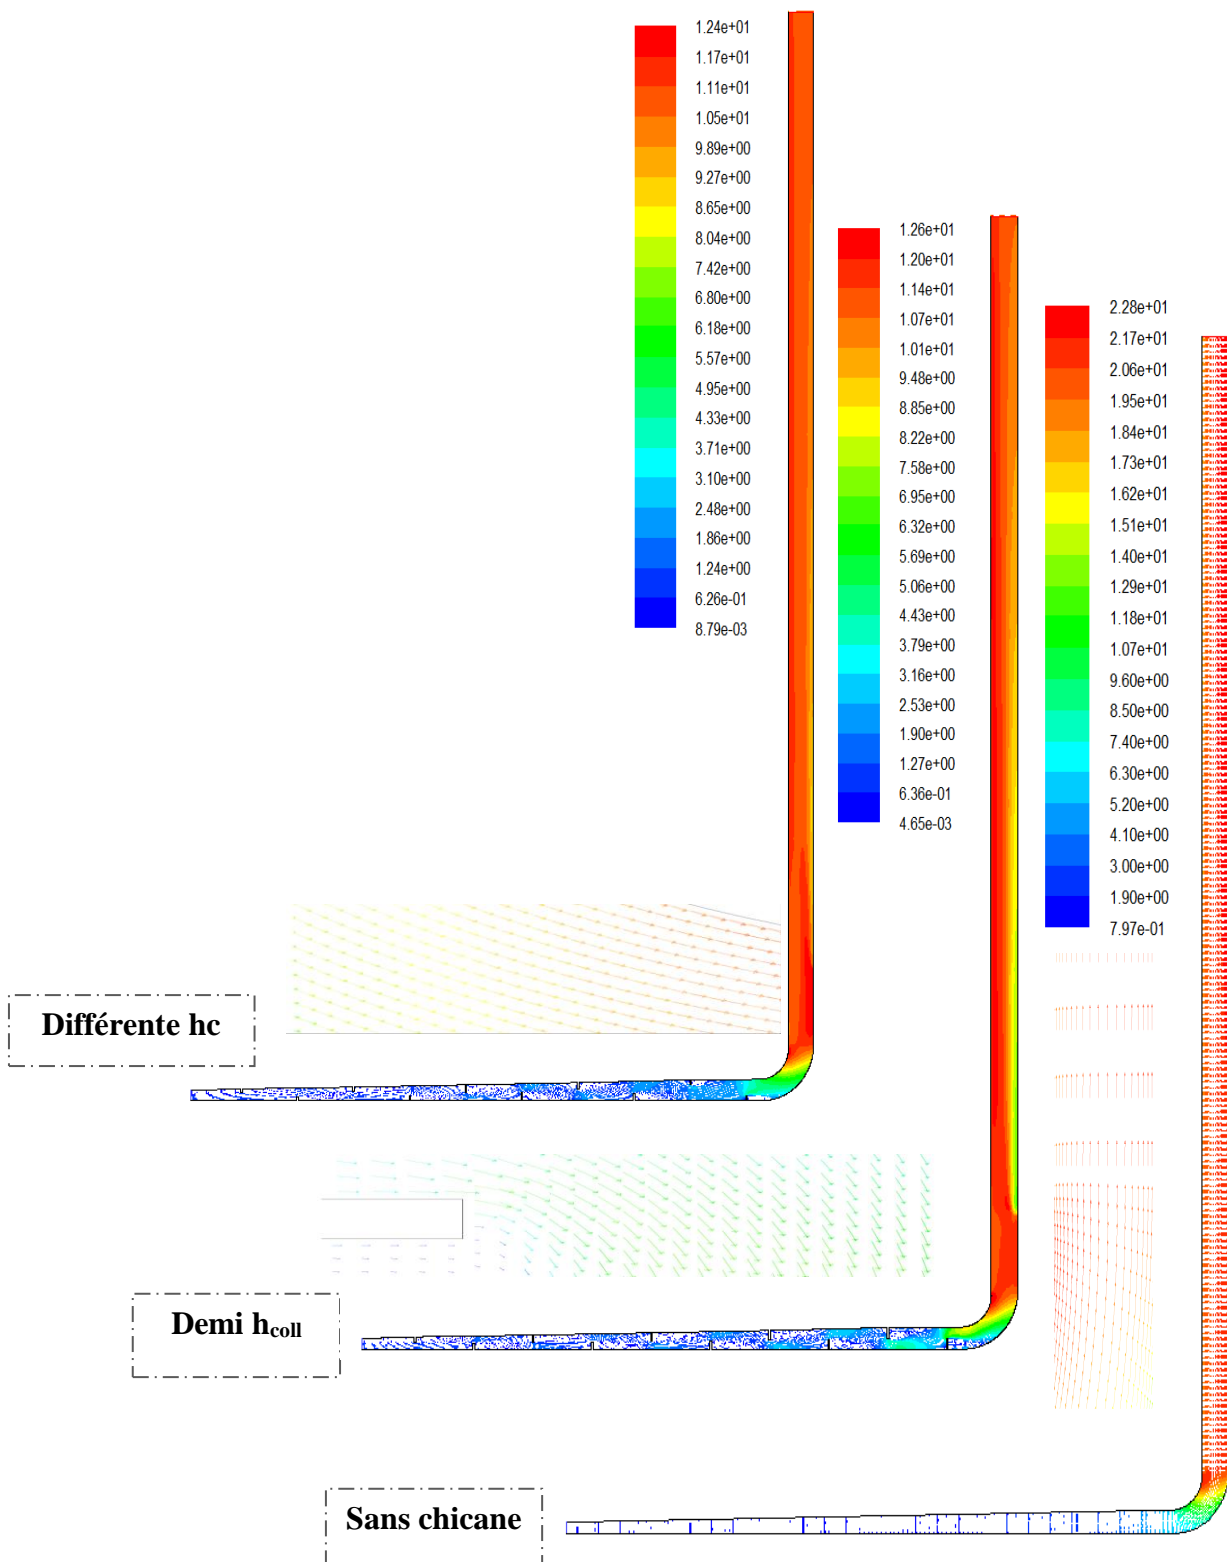 1.24e+01
1.17e+01
1.11e+01
1.05e+01
9.89e+00
9.27e+00
8.65e+00
8.04e+00
7.42e+00
6.80e+00
6.18e+00
5.57e+00
4.95e+00
4.33e+00
3.71e+00
3.10e+00
2.48e+00
1.86e+00
1.24e+00
6.26e-01
8.79e-03
1.26e+01
1.20e+01
1.14e+01
1.07e+01
1.01e+01
9.48e+00
8.85e+00
8.22e+00
7.58e+00
6.95e+00
6.32e+00
5.69e+00
5.06e+00
4.43e+00
3.79e+00
3.16e+00
2.53e+00
1.90e+00
1.27e+00
6.36e-01
4.65e-03
2.28e+01
2.17e+01
2.06e+01
1.95e+01
1.84e+01
1.73e+01
1.62e+01
1.51e+01
1.40e+01
1.29e+01
1.18e+01
1.07e+01
9.60e+00
8.50e+00
7.40e+00
6.30e+00
5.20e+00
4.10e+00
3.00e+00
1.90e+00
7.97e-01
Différente hc
Demi hcoll
Sans chicane